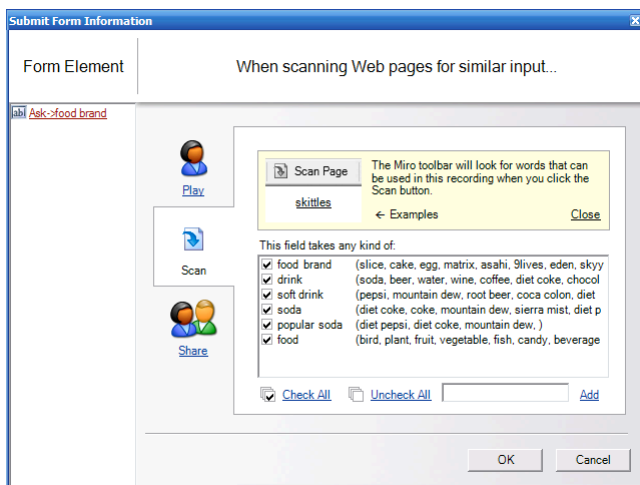 Submit Form Information
Form Element
When scanning Web pages for similar input...
Ask->food brand
Play
Scan
Share
Scan Page
skittles
The Miro toolbar will look for words that can
be used in this recording when you click the
Scan button.
← Examples
Close
This field takes any kind of:
food brand (slice, cake, egg, matrix, asahi, 9lives, eden, skyy
drink (soda, beer, water, wine, coffee, diet coke, chocol
soft drink (pepsi, mountain dew, root beer, coca colon, diet
soda (diet coke, coke, mountain dew, sierra mist, diet p
popular soda (diet pepsi, diet coke, mountain dew, )
food (bird, plant, fruit, vegetable, fish, candy, beverage
Check All
Uncheck All
Add
OK
Cancel